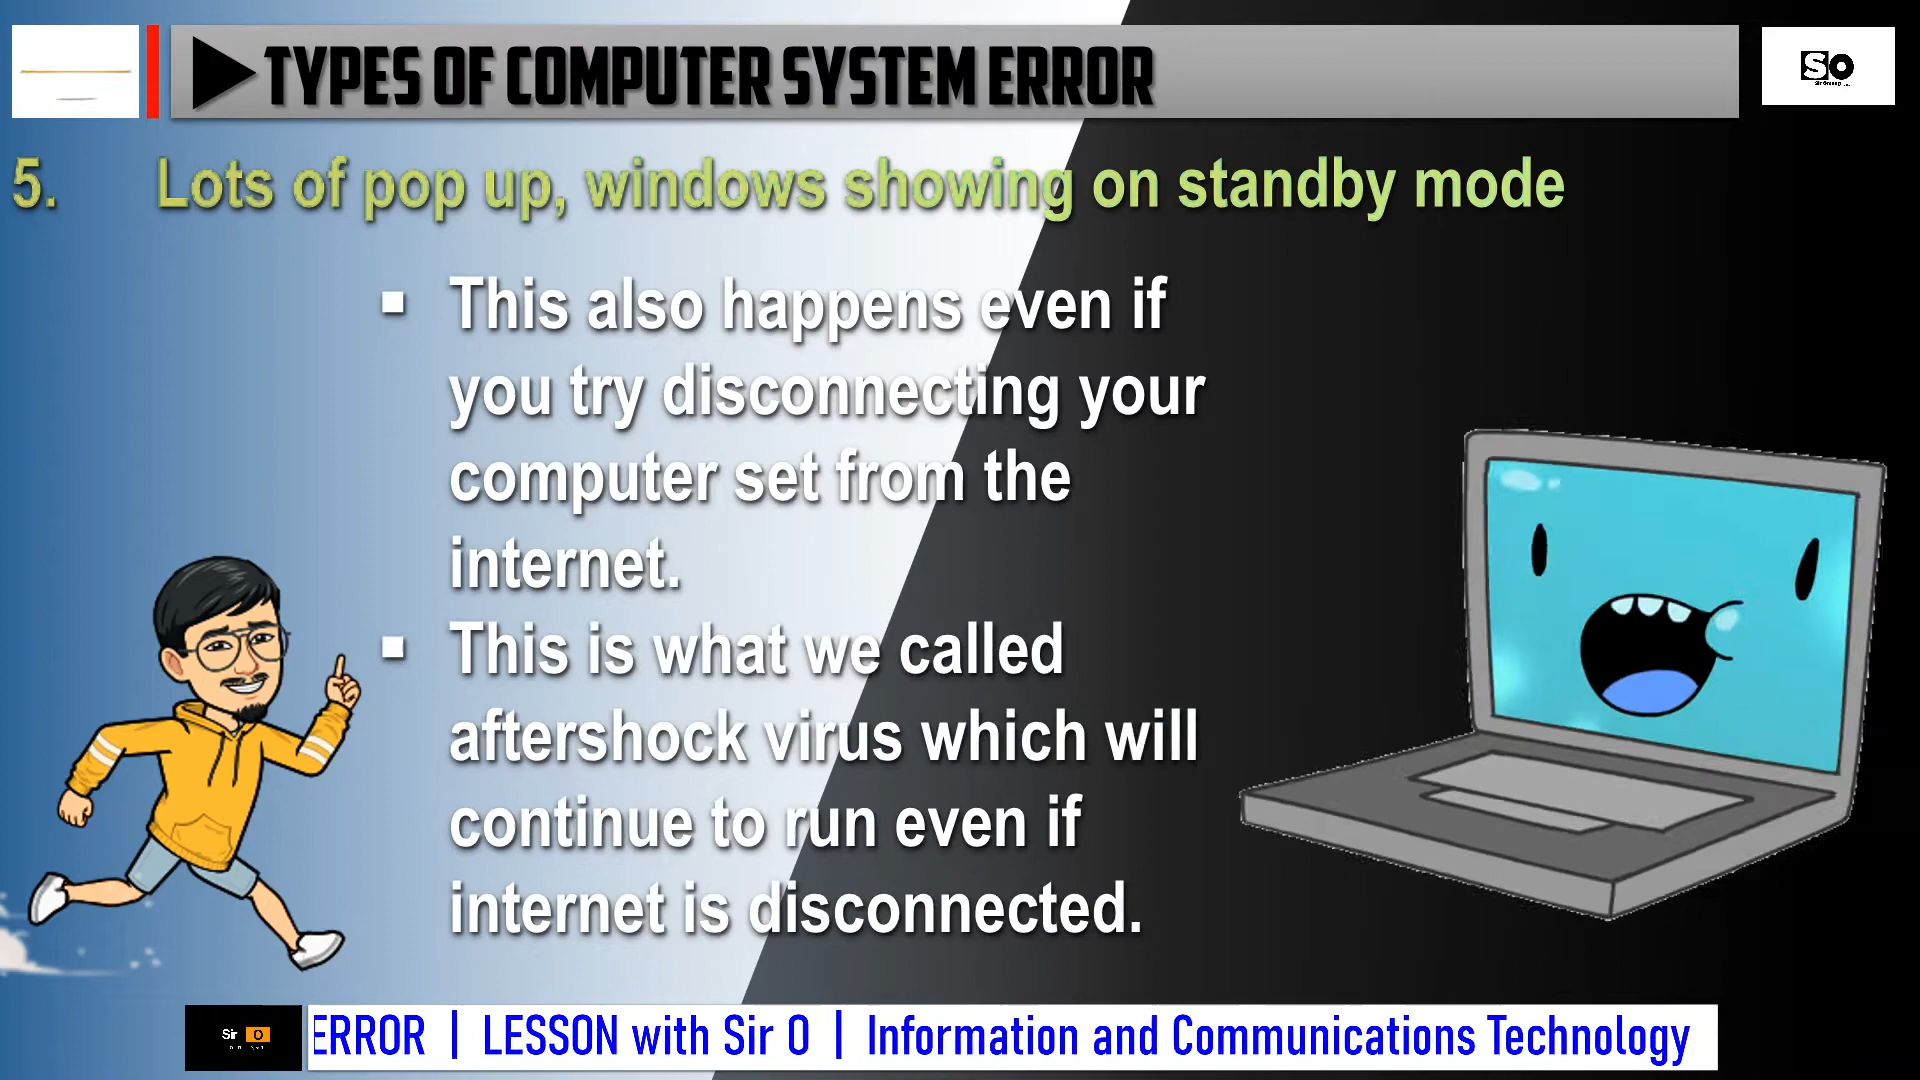 TYPES OF COMPUTER SYSTEM ERROR
SO
5. Lots of pop up, windows showing on standby mode
▪ This also happens even if
you try disconnecting your
computer set from the
internet.
▪ This is what we called
aftershock virus which will
continue to run even if
internet is disconnected.
Sir O
ERROR | LESSON with Sir O | Information and Communications Technology